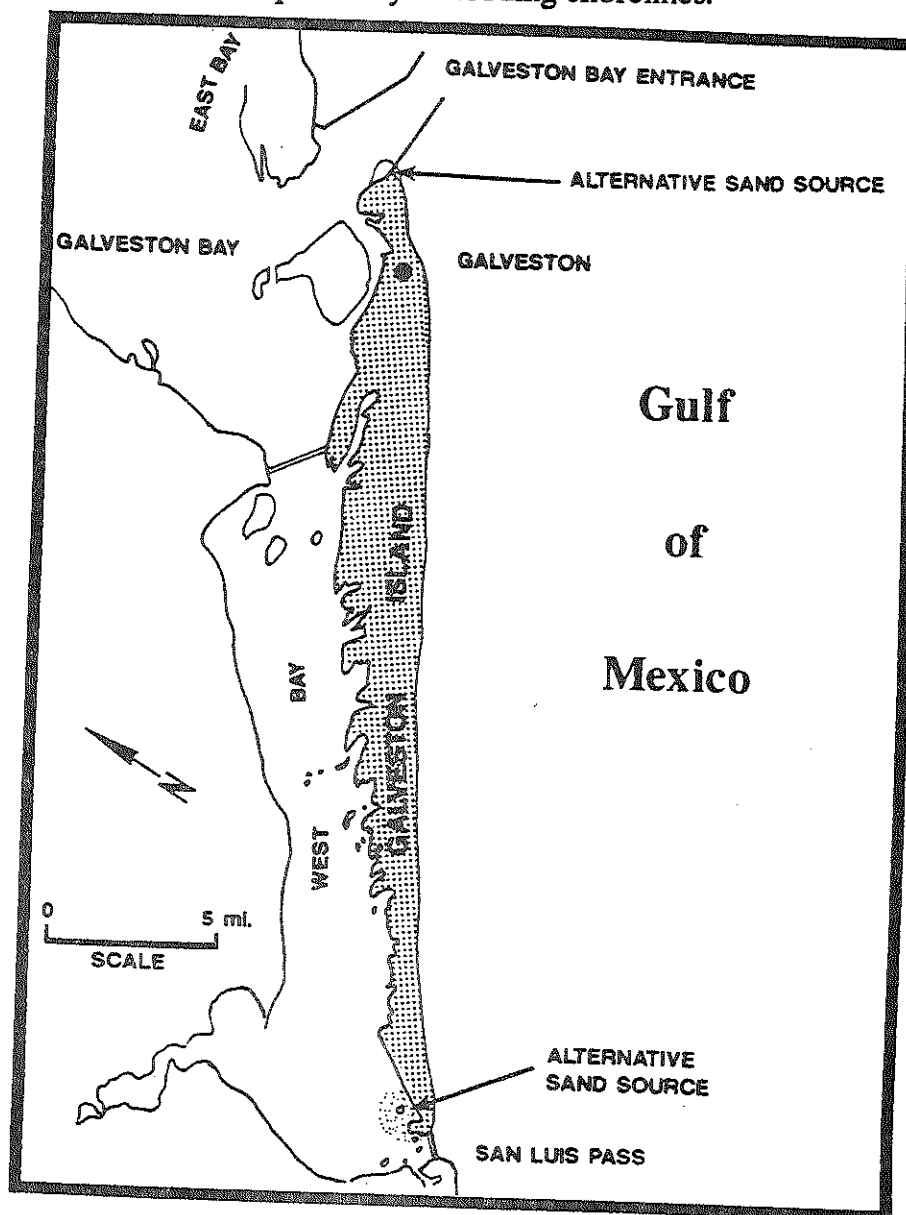 shorelines.
EAST BAY
GALVESTON BAY ENTRANCE
ALTERNATIVE SAND SOURCE
GALVESTON BAY
GALVESTON
Gulf
of
Mexico
GALVESTON ISLAND
WEST BAY
N
0 5 mi.
SCALE
ALTERNATIVE
SAND SOURCE
SAN LUIS PASS